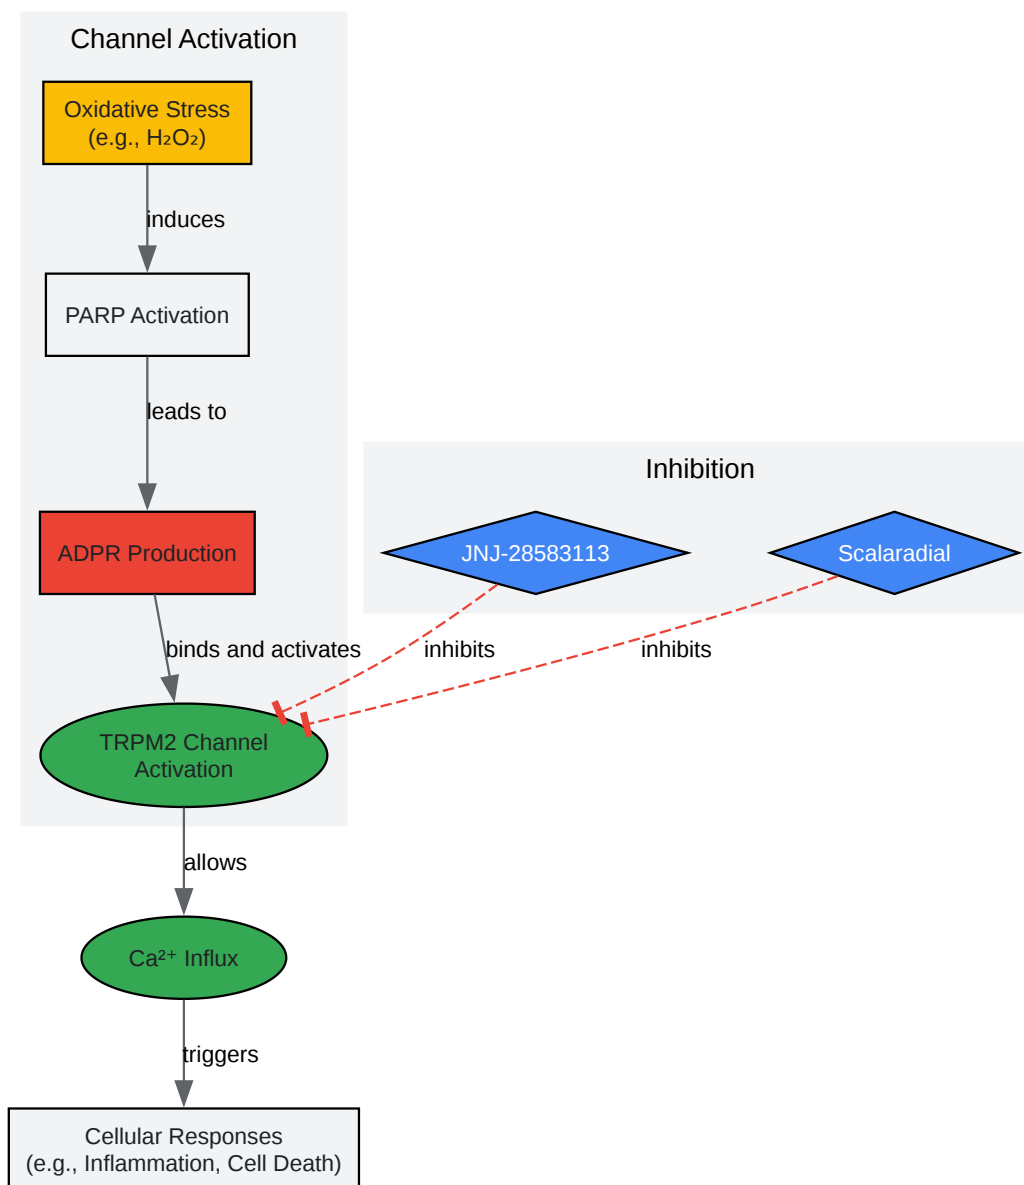 Channel Activation
Oxidative Stress
(e.g., H₂O₂)
induces
PARP Activation
leads to
Inhibition
ADPR Production
JNJ-28583113
Scalaradial
binds and activates
inhibits
inhibits
TRPM2 Channel
Activation
allows
Ca²⁺ Influx
triggers
Cellular Responses
(e.g., Inflammation, Cell Death)